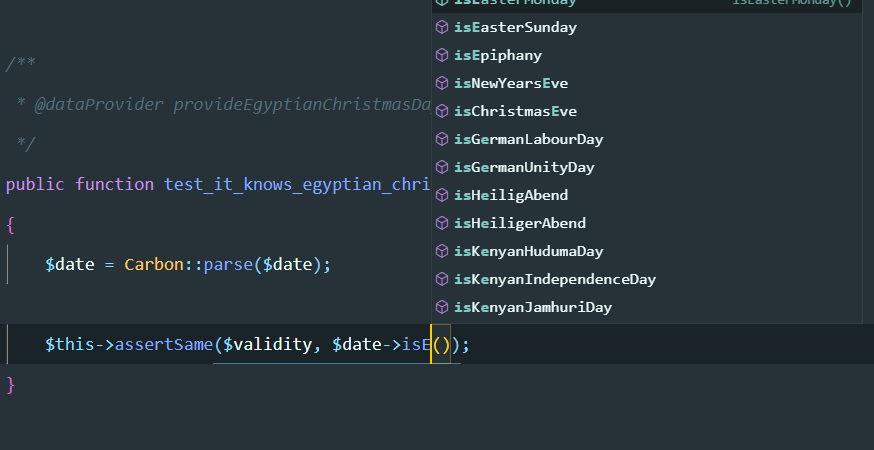 isEasterMonday isEasterMonday()
isEasterSunday
/**
isEpiphany
isNewYearsEve
* @dataProvider provideEgyptianChristmasDa
isChristmasEve
*/
isGermanLabourDay
isGermanUnityDay
public function test_it_knows_egyptian_chri
isHeiligAbend
{
isHeiligerAbend
isKenyanHudumaDay
$date = Carbon::parse($date);
isKenyanIndependenceDay
isKenyanJamhuriDay
$this->assertSame($validity, $date->isE());
}